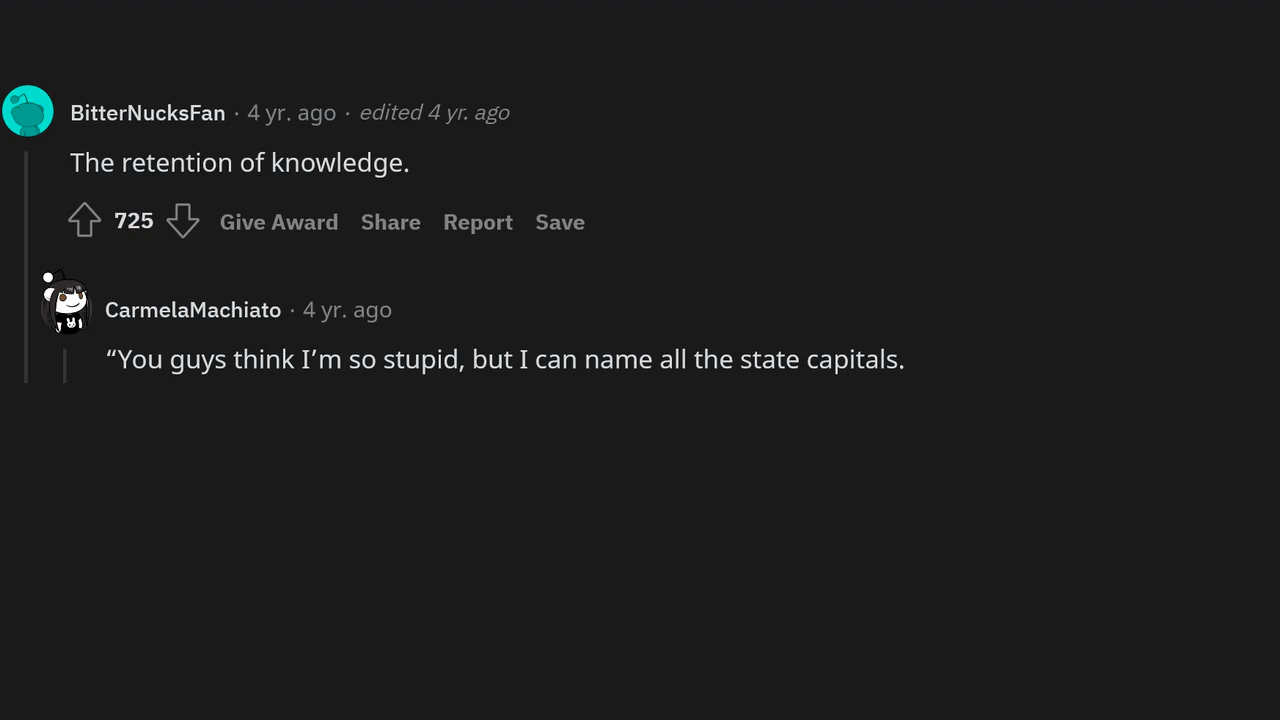 BitterNucksFan · 4 yr. ago · edited 4 yr. ago
The retention of knowledge.
725 Give Award Share Report Save
CarmelaMachiato · 4 yr. ago
“You guys think I’m so stupid, but I can name all the state capitals.